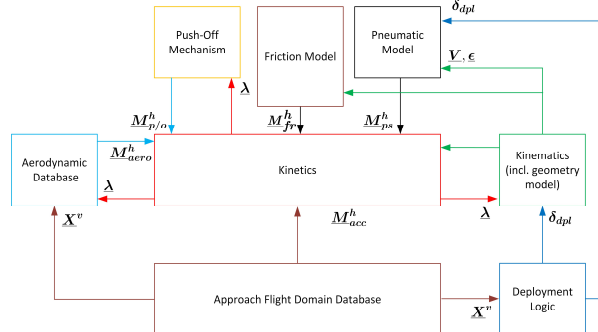 δ_dpl
Push-Off
Mechanism
Friction Model
Pneumatic
Model
V, ϵ
λ
M^h_p/o
M^h_fr
M^h_ps
M^h_aero
Aerodynamic
Database
Kinetics
Kinematics
(incl. geometry
model)
λ
λ
X^v
M^h_acc
δ_dpl
Approach Flight Domain Database
X^v
Deployment
Logic